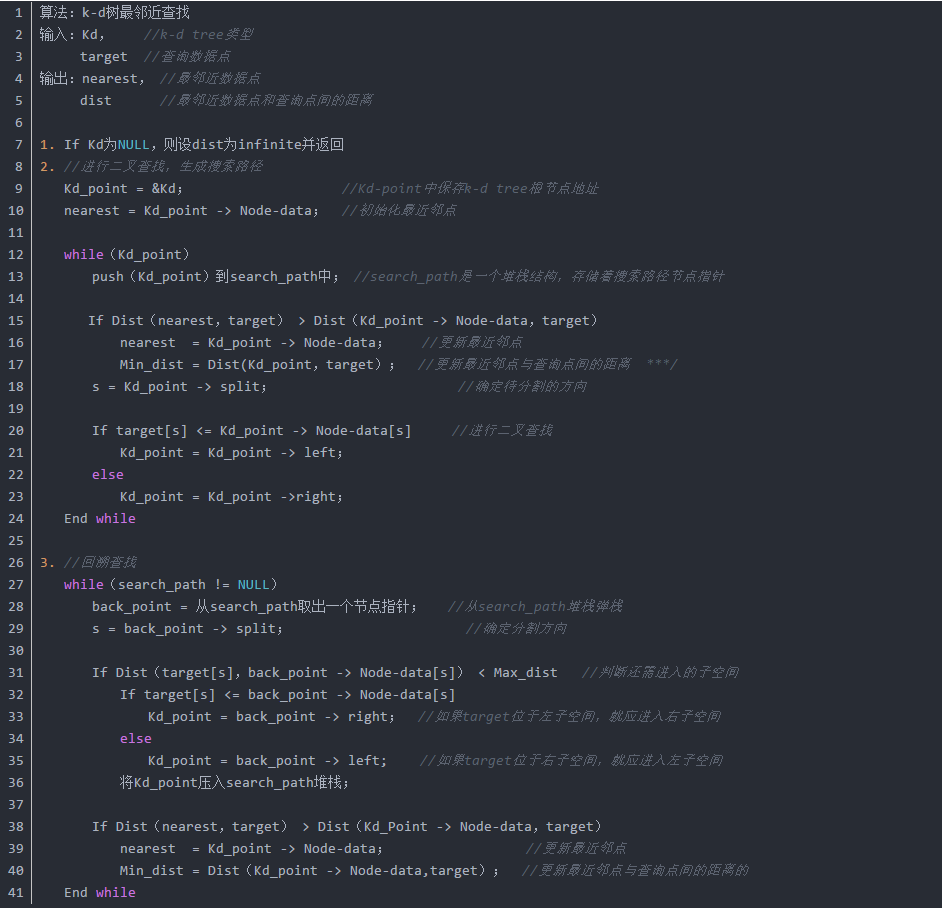 1 算法：k-d树最邻近查找
2 输入：Kd， //k-d tree类型
3 target //查询数据点
4 输出：nearest， //最邻近数据点
5 dist //最邻近数据点和查询点间的距离
6
7 1. If Kd为NULL，则设dist为infinite并返回
8 2. //进行二叉查找，生成搜索路径
9 Kd_point = &Kd； //Kd-point中保存k-d tree根节点地址
10 nearest = Kd_point -> Node-data； //初始化最近邻点
11
12 while（Kd_point）
13 push（Kd_point）到search_path中； //search_path是一个堆栈结构，存储着搜索路径节点指针
14
15 If Dist（nearest，target） > Dist（Kd_point -> Node-data，target）
16 nearest  = Kd_point -> Node-data； //更新最近邻点
17 Min_dist = Dist(Kd_point，target）； //更新最近邻点与查询点间的距离  ***/
18 s = Kd_point -> split； //确定待分割的方向
19
20 If target[s] <= Kd_point -> Node-data[s] //进行二叉查找
21 Kd_point = Kd_point -> left；
22 else
23 Kd_point = Kd_point ->right；
24 End while
25
26 3. //回溯查找
27 while（search_path != NULL）
28 back_point = 从search_path取出一个节点指针； //从search_path堆栈弹栈
29 s = back_point -> split； //确定分割方向
30
31 If Dist（target[s]，back_point -> Node-data[s]） < Max_dist //判断还需进入的子空间
32 If target[s] <= back_point -> Node-data[s]
33 Kd_point = back_point -> right； //如果target位于左子空间，就应进入右子空间
34 else
35 Kd_point = back_point -> left; //如果target位于右子空间，就应进入左子空间
36 将Kd_point压入search_path堆栈；
37
38 If Dist（nearest，target） > Dist（Kd_Point -> Node-data，target）
39 nearest  = Kd_point -> Node-data； //更新最近邻点
40 Min_dist = Dist（Kd_point -> Node-data,target）； //更新最近邻点与查询点间的距离的
41 End while